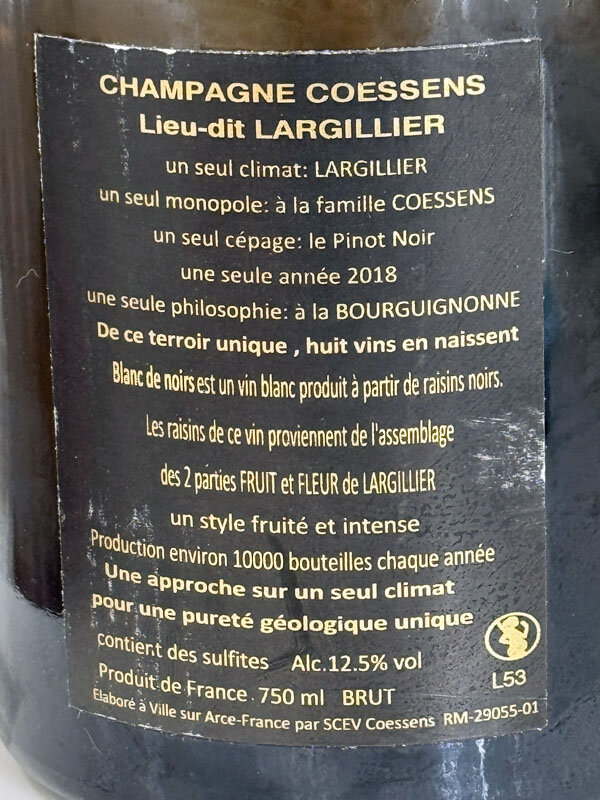 CHAMPAGNE COESSENS
Lieu-dit LARGILLIER
un seul climat: LARGILLIER
un seul monopole: à la famille COESSENS
un seul cépage: le Pinot Noir
une seule année 2018
une seule philosophie: à la BOURGUIGNONNE
De ce terroir unique , huit vins en naissent
Blanc de noirs est un vin blanc produit à partir de raisins noirs.
Les raisins de ce vin proviennent de l'assemblage
des 2 parties FRUIT et FLEUR de LARGILLIER
un style fruité et intense
Production environ 10000 bouteilles chaque année
Une approche sur un seul climat
pour une pureté géologique unique
contient des sulfites Alc.12.5% vol
Produit de France. 750 ml BRUT L53
Élaboré à Ville sur Arce-France par SCEV Coessens RM-29055-01